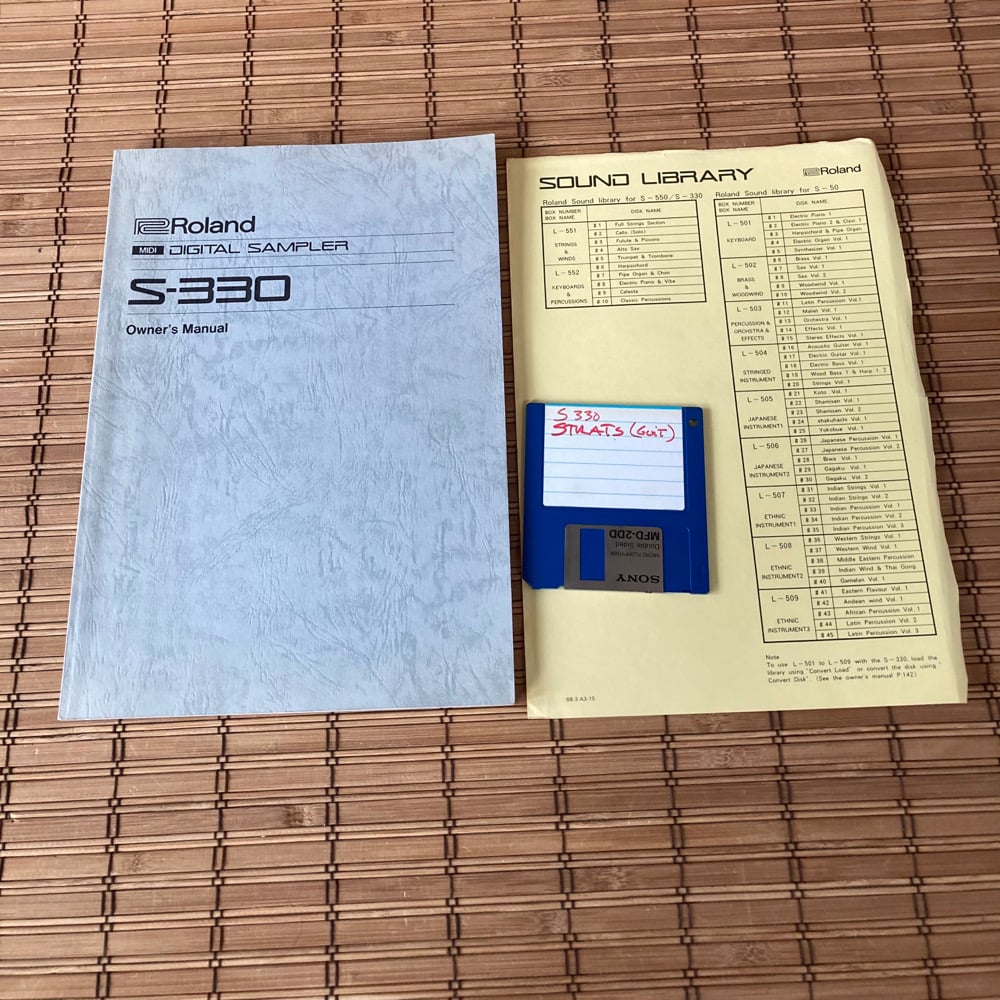 Roland
MIDI DIGITAL SAMPLER
S-330
Owner's Manual
SOUND LIBRARY
Roland
Roland Sound library for S-550/S-330
BOX NUMBER
BOX NAME
DISK NAME
L-551
STRINGS
&
WINDS
#1 Full Strings Section
#2 Cello (Solo)
#3 Fulute & Piccoro
#4 Alto Sax
#5 Trumpet & Trombone
L-552
KEYBOARDS
&
PERCUSSIONS
#6 Harpsichord
#7 Pipe Organ & Choir
#8 Electric Piano & Vibe
#9 Celesta
#10 Classic Percussions
Roland Sound library for S-50
BOX NUMBER
BOX NAME
DISK NAME
L-501
KEYBOARD
#1 Electric Piano 1
#2 Electric Piano 2 & Clavi. 1
#3 Harpsichord & Pipe Organ
#4 Electric Organ Vol. 1
#5 Synthesizer Vol. 1
L-502
BRASS
&
WOODWIND
#6 Brass Vol. 1
#7 Sax Vol. 1
#8 Sax Vol. 2
#9 Woodwind Vol. 1
#10 Woodwind Vol. 2
L-503
PERCUSSION &
ORCHSTRA &
EFFECTS
#11 Latin Percussion Vol.1
#12 Mallet Vol. 1
#13 Orchestra Vol. 1
#14 Effects Vol. 1
#15 Stereo Effects Vol. 1
L-504
STRINGED
INSTRUMENT
#16 Acoustic Guitar Vol. 1
#17 Electric Guitar Vol. 1
#18 Electric Bass Vol. 1
#19 Wood Bass 1 & Harp 1, 2
#20 Strings Vol. 1
L-505
JAPANESE
INSTRUMENT1
#21 Koto Vol. 1
#22 Shamisen Vol. 1
#23 Shamisen Vol. 2
#24 shakuhachi Vol. 1
#25 Yokobue Vol. 1
L-506
JAPANESE
INSTRUMENT2
#26 Japanese Percussion Vol. 1
#27 Japanese Percussion Vol. 2
#28 Biwa Vol. 1
#29 Gagaku Vol. 1
#30 Gagaku Vol. 2
L-507
ETHNIC
INSTRUMENT1
#31 Indian Strings Vol. 1
#32 Indian Strings Vol. 2
#33 Indian Percussion Vol. 1
#34 Indian Percussion Vol. 2
#35 Indian Percussion Vol. 3
L-508
ETHNIC
INSTRUMENT2
#36 Western Strings Vol. 1
#37 Western Wind Vol. 1
#38 Middle Eastern Percussion
#39 Indian Wind & Thai Gong
#40 Gamelan Vol. 1
L-509
ETHNIC
INSTRUMENT3
#41 Eastern Flavour Vol. 1
#42 Andean wind Vol. 1
#43 African Percussion Vol. 1
#44 Latin Percussion Vol. 2
#45 Latin Percussion Vol. 3
Note
To use L-501 to L-509 with the S-330, load the
library using "Convert Load" or convert the disk using
"Convert Disk". (See the owner's manual P.142)
'88-3-A3-1S
S 330
STRATS (GUIT)
SONY
MICRO FLOPPYDISK
Double Sided
MFD-2DD